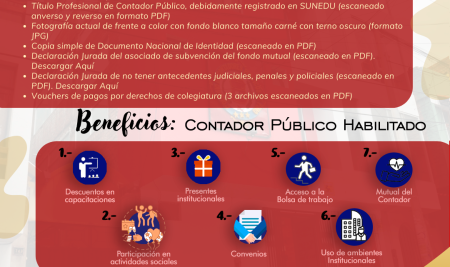 • Título Profesional de Contador Público, debidamente registrado en SUNEDU (escaneado
anverso y reverso en formato PDF)
• Fotografía actual de frente a color con fondo blanco tamaño carné con terno oscuro (formato
JPG)
• Copia simple de Documento Nacional de Identidad (escaneado en PDF)
• Declaración Jurada del asociado de subvención del fondo mutual (escaneado en PDF).
Descargar Aquí
• Declaración Jurada de no tener antecedentes judiciales, penales y policiales (escaneado en
PDF). Descargar Aquí
• Vouchers de pagos por derechos de colegiatura (3 archivos escaneados en PDF)
Beneficios: CONTADOR PÚBLICO HABILITADO
1.-
Descuentos en
capacitaciones
2.-
Participación en
actividades sociales
3.-
Presentes
institucionales
4.-
Convenios
5.-
Acceso a la
Bolsa de trabajo
6.-
Uso de ambientes
Institucionales
7.-
Mutual del
Contador